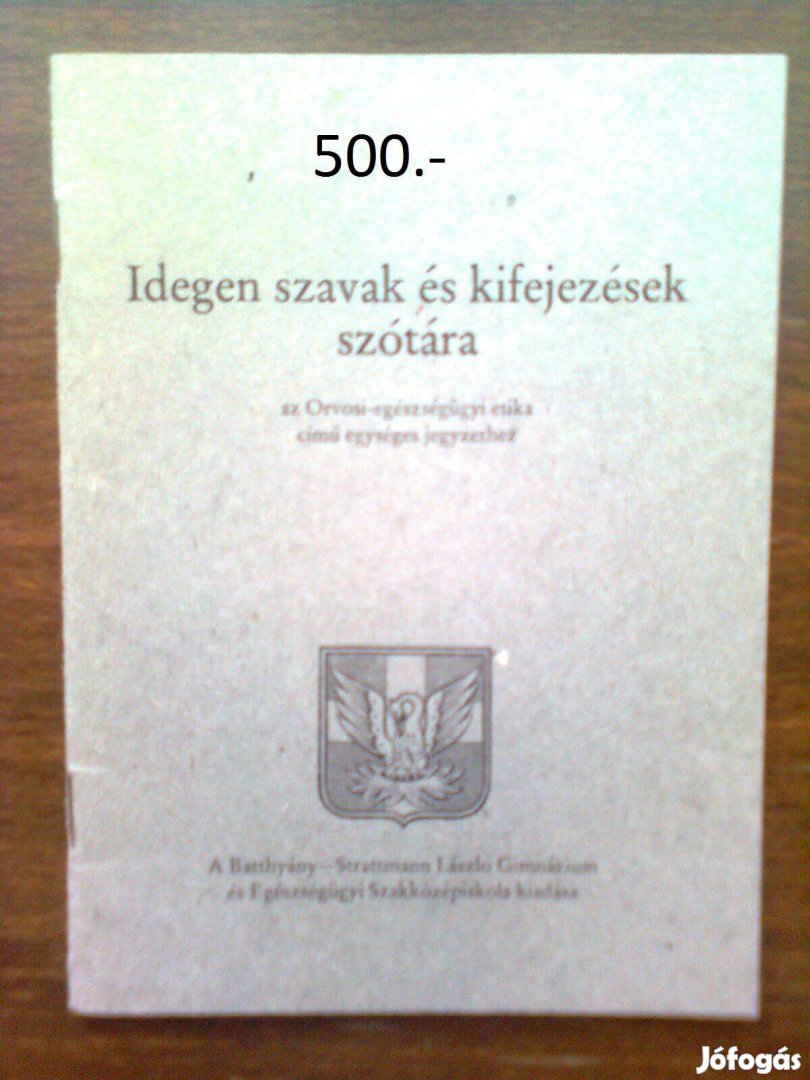 500.-
Idegen szavak és kifejezések
szótára
az Orvosi-egészségügyi etika
című egységes jegyzethez
A Batthyány—Strattmann László Gimnázium
és Egészségügyi Szakközépiskola kiadása
Jófogás